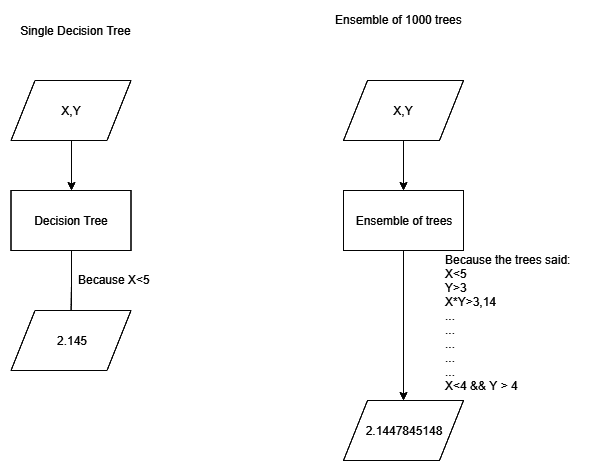 Single Decision Tree
X,Y
Decision Tree
Because X<5
2.145
Ensemble of 1000 trees
X,Y
Ensemble of trees
Because the trees said:
X<5
Y>3
X*Y>3,14
...
...
...
...
...
X<4 && Y > 4
2.1447845148